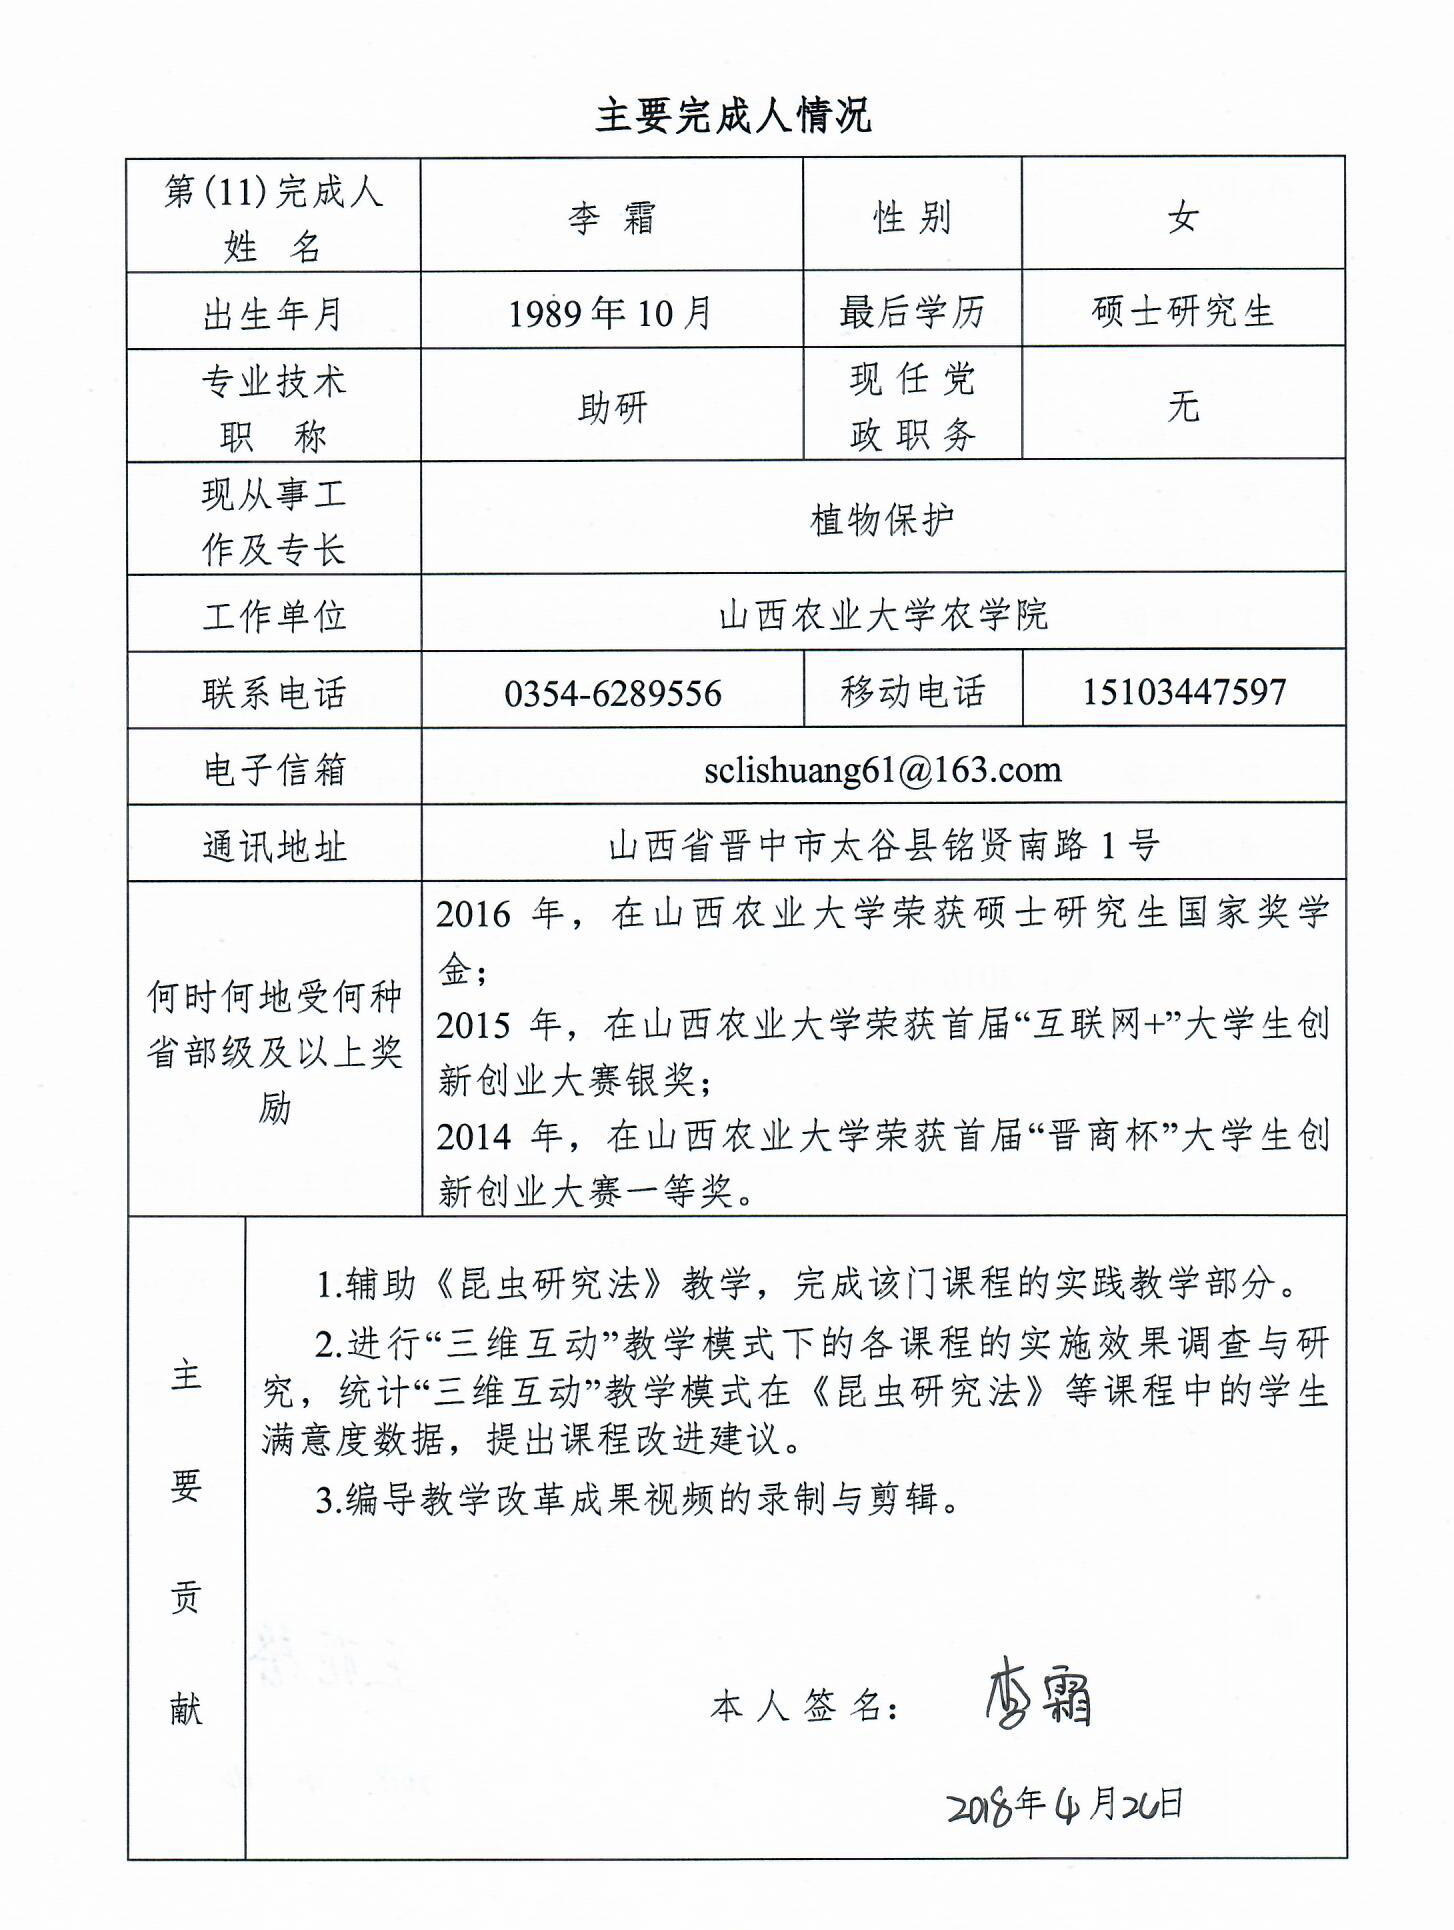 主要完成人情况
第(11)完成人
姓 名
李 霜
性 别
女
出生年月
1989年10月
最后学历
硕士研究生
专业技术
职 称
助研
现 任 党
政 职 务
无
现从事工
作及专长
植物保护
工作单位
山西农业大学农学院
联系电话
0354-6289556
移动电话
15103447597
电子信箱
sclishuang61@163.com
通讯地址
山西省晋中市太谷县铭贤南路1号
何时何地受何种
省部级及以上奖
励
2016 年，在山西农业大学荣获硕士研究生国家奖学
金；
2015 年，在山西农业大学荣获首届“互联网+”大学生创
新创业大赛银奖；
2014 年，在山西农业大学荣获首届“晋商杯”大学生创
新创业大赛一等奖。
主
要
贡
献
1.辅助《昆虫研究法》教学，完成该门课程的实践教学部分。
2.进行“三维互动”教学模式下的各课程的实施效果调查与研
究，统计“三维互动”教学模式在《昆虫研究法》等课程中的学生
满意度数据，提出课程改进建议。
3.编导教学改革成果视频的录制与剪辑。
本 人 签 名： 李霜
2018年4月26日